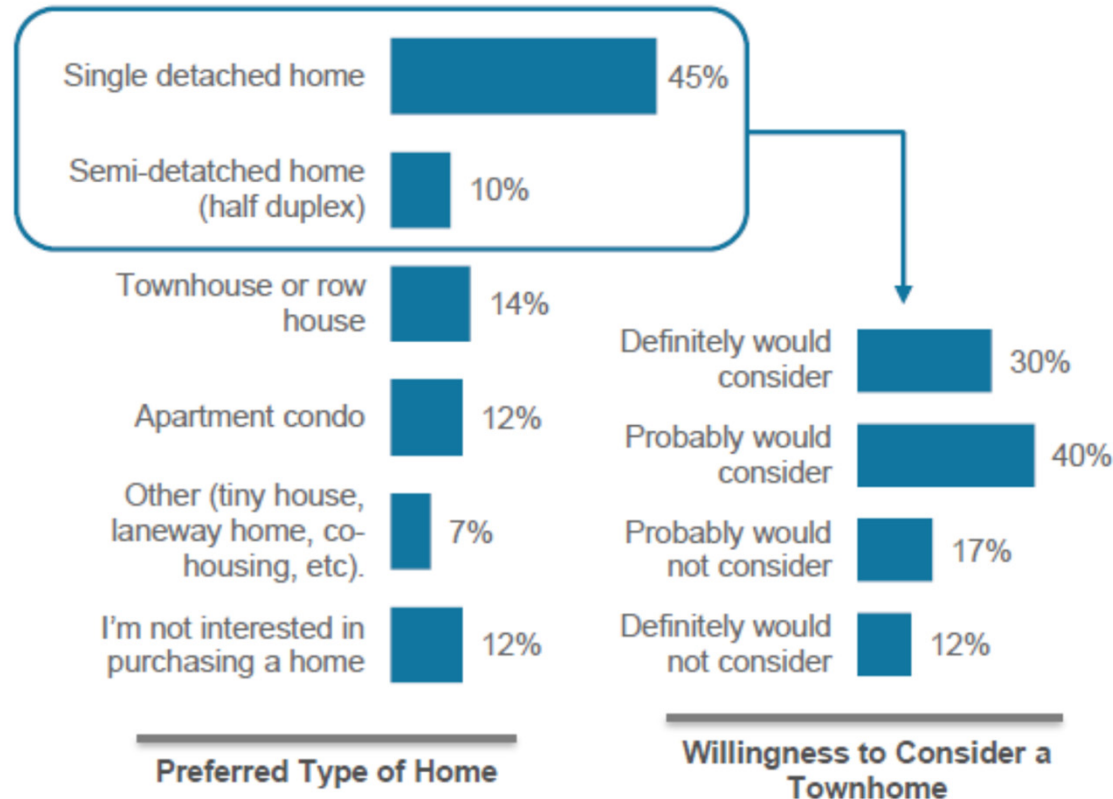 Single detached home
45%
Semi-detatched home
(half duplex)
10%
Townhouse or row
house
14%
Apartment condo
12%
Other (tiny house,
laneway home, co-
housing, etc).
7%
I'm not interested in
purchasing a home
12%
Preferred Type of Home
Definitely would
consider
30%
Probably would
consider
40%
Probably would
not consider
17%
Definitely would
not consider
12%
Willingness to Consider a
Townhome